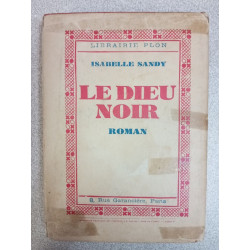 LIBRAIRIE PLON
ISABELLE SANDY
LE DIEU
NOIR
ROMAN
8, Rue Garancière, Paris